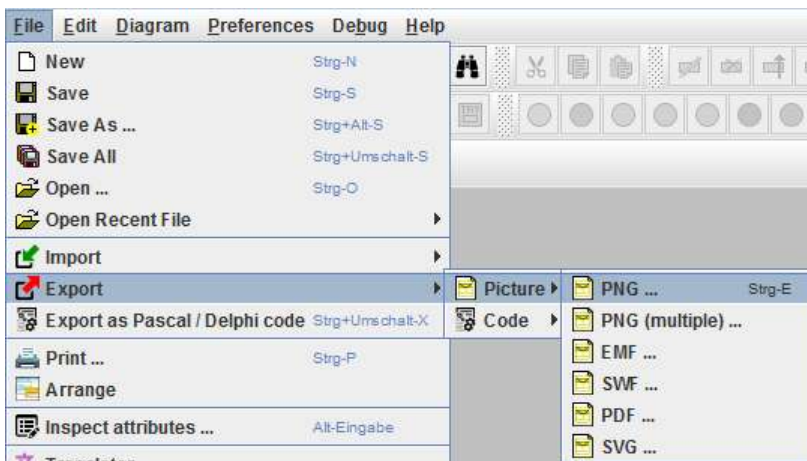 File Edit Diagram Preferences Debug Help
New Strg-N
Save Strg-S
Save As ... Strg+Alt-S
Save All Strg+Umschalt-S
Open ... Strg-O
Open Recent File
Import
Export Picture PNG ... Strg-E
Export as Pascal / Delphi code Strg+Umschalt-X Code PNG (multiple) ...
EMF ...
Print ... Strg-P
SWF ...
Arrange
PDF ...
Inspect attributes ... Alt-Eingabe
SVG ...